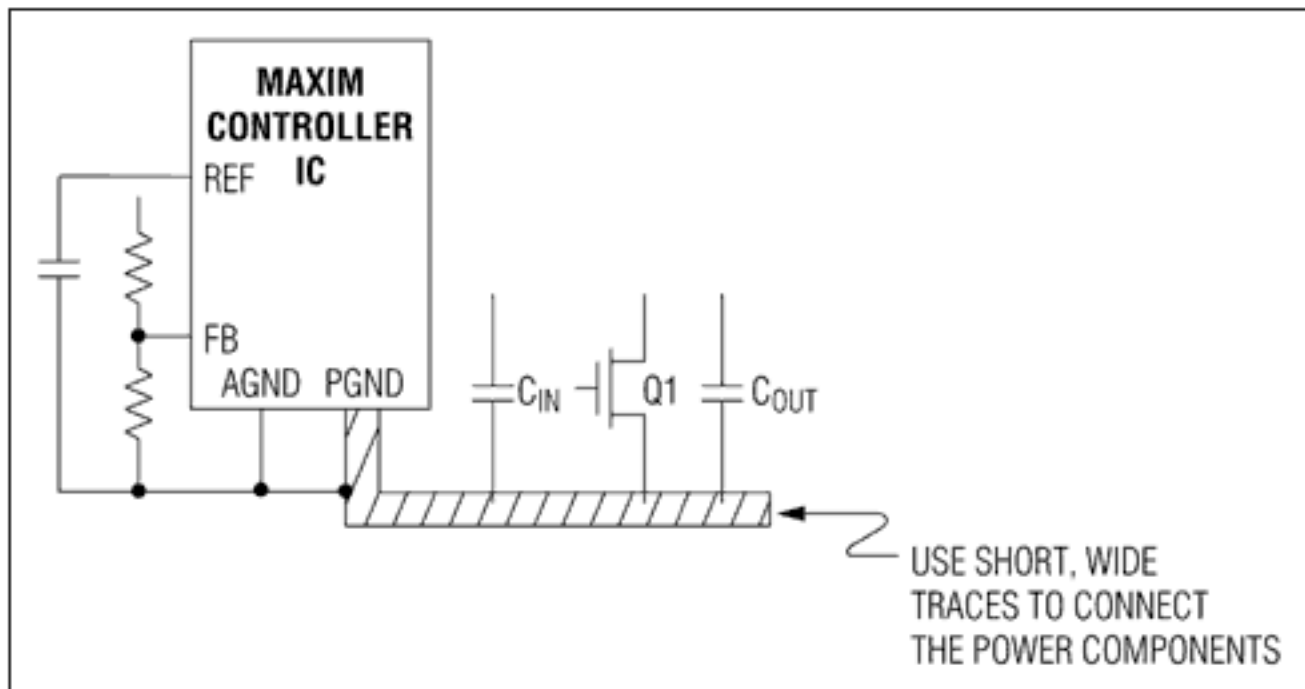 MAXIM
CONTROLLER
IC
REF
FB
AGND PGND
CIN
Q1
COUT
USE SHORT, WIDE
TRACES TO CONNECT
THE POWER COMPONENTS